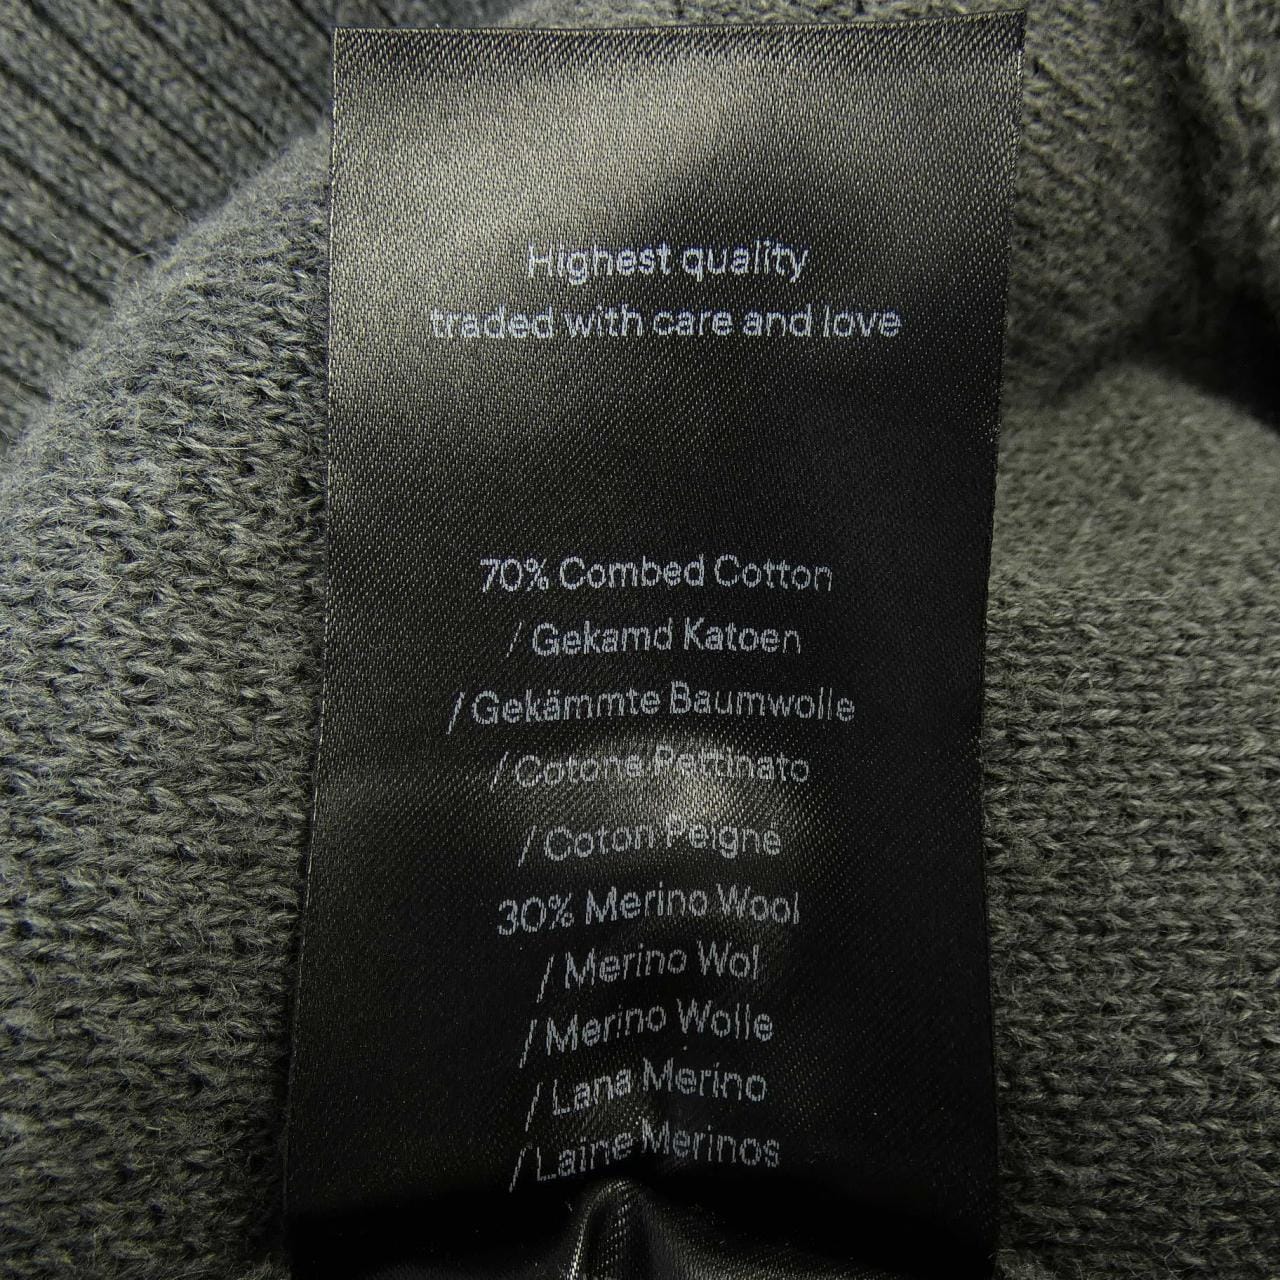 Highest quality
traded with care and love
70% Combed Cotton
/ Gekamd Katoen
/ Gekämmte Baumwolle
/ Cotone Pettinato
/ Coton Peigné
30% Merino Wool
/ Merino Wol
/ Merino Wolle
/ Lana Merino
/ Laine Merinos